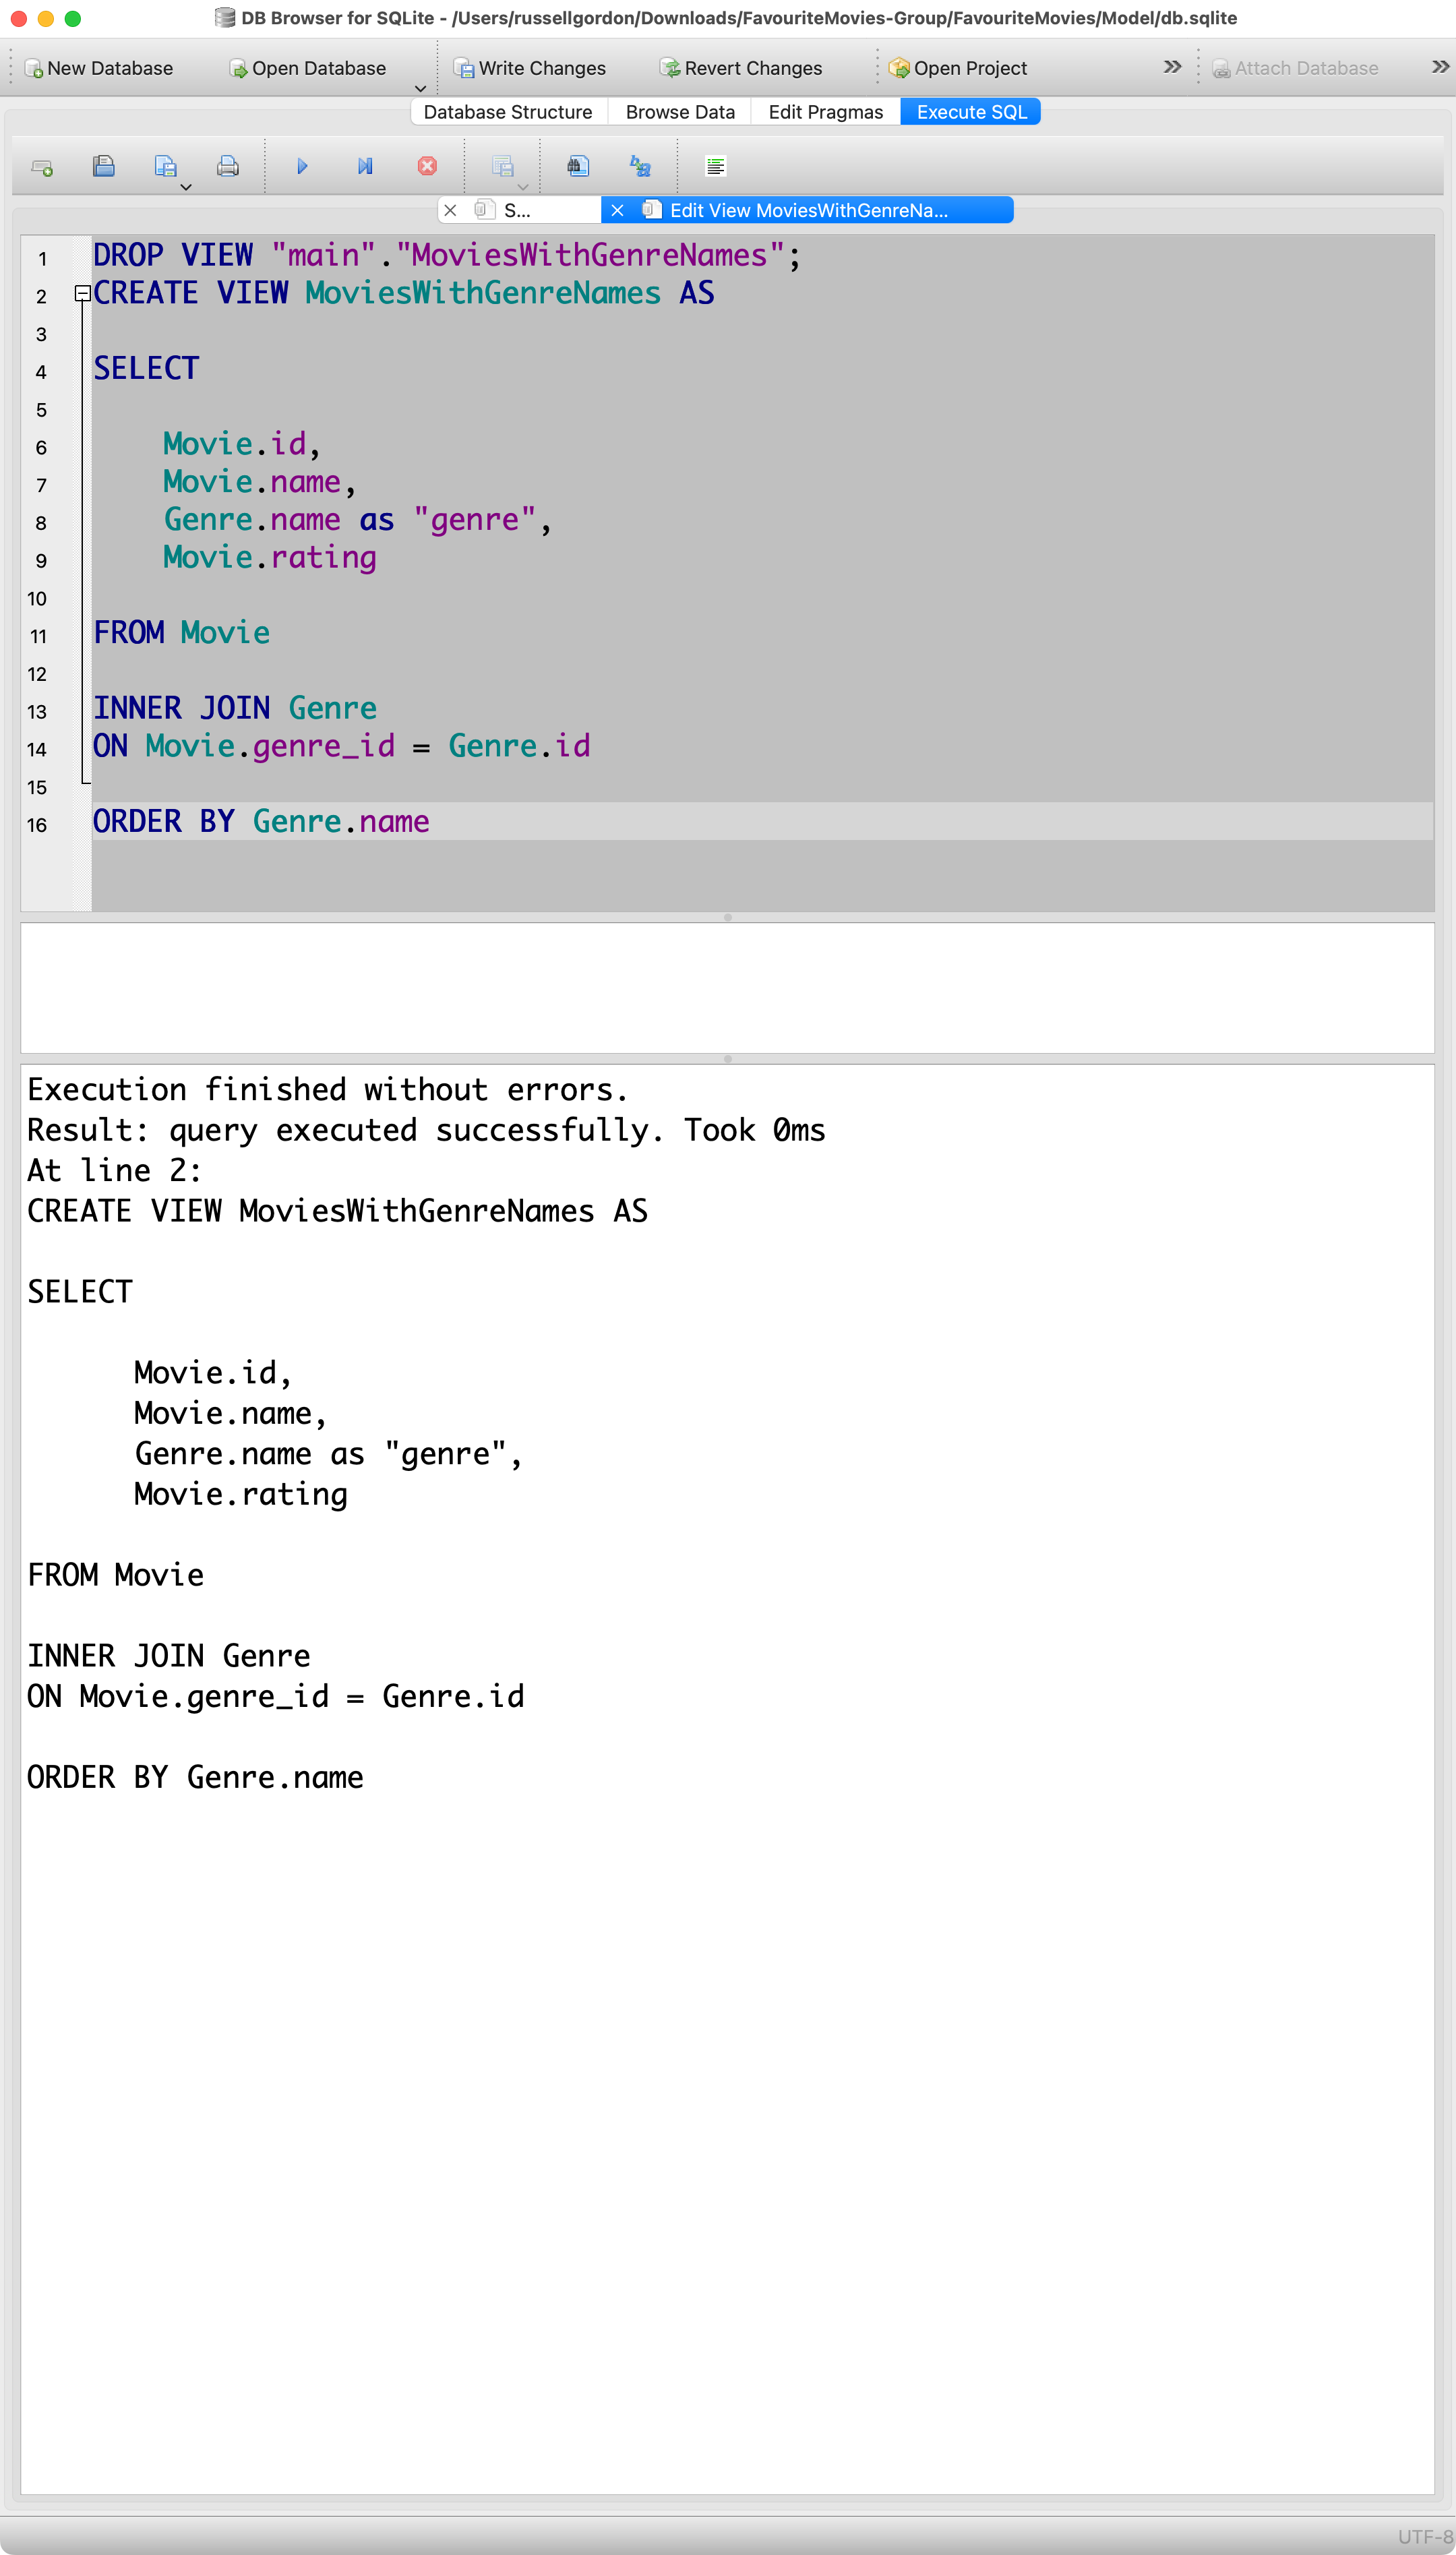 DB Browser for SQLite - /Users/russellgordon/Downloads/FavouriteMovies-Group/FavouriteMovies/Model/db.sqlite
New Database Open Database Write Changes Revert Changes Open Project » Attach Database »
Database Structure Browse Data Edit Pragmas Execute SQL
S... Edit View MoviesWithGenreNa...
1 DROP VIEW "main"."MoviesWithGenreNames";
2 CREATE VIEW MoviesWithGenreNames AS
3
4 SELECT
5
6 Movie.id,
7 Movie.name,
8 Genre.name as "genre",
9 Movie.rating
10
11 FROM Movie
12
13 INNER JOIN Genre
14 ON Movie.genre_id = Genre.id
15
16 ORDER BY Genre.name
Execution finished without errors.
Result: query executed successfully. Took 0ms
At line 2:
CREATE VIEW MoviesWithGenreNames AS
SELECT
Movie.id,
Movie.name,
Genre.name as "genre",
Movie.rating
FROM Movie
INNER JOIN Genre
ON Movie.genre_id = Genre.id
ORDER BY Genre.name
UTF-8